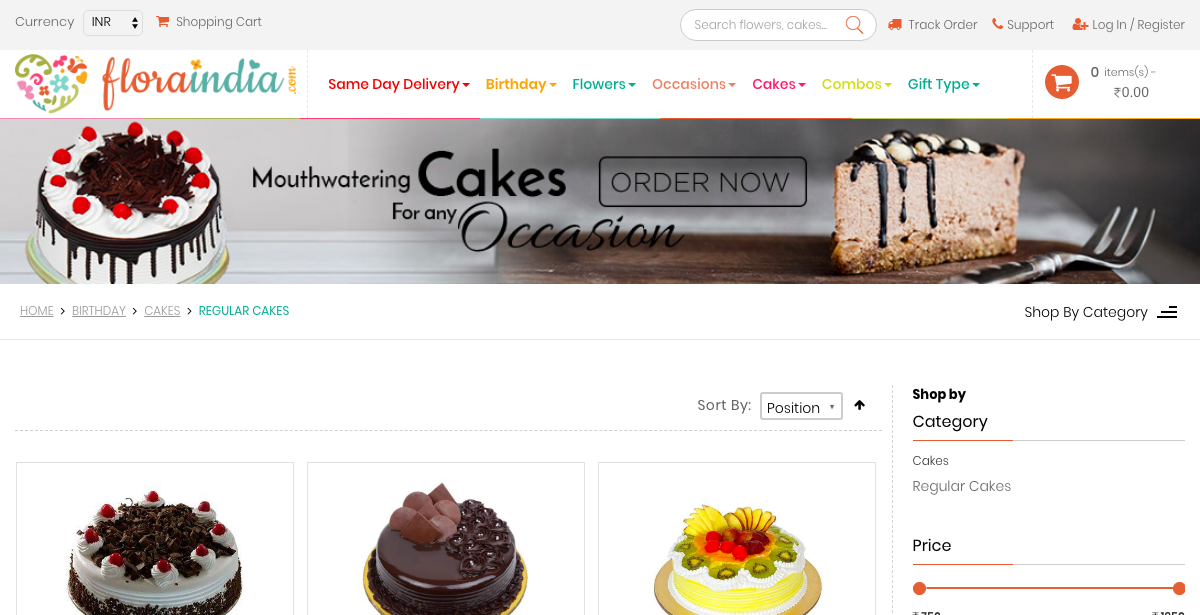 Currency INR Shopping Cart Search flowers, cakes... Track Order Support Log In / Register
floraindia.com
Same Day Delivery Birthday Flowers Occasions Cakes Combos Gift Type
0 items(s) -
₹0.00
Mouthwatering Cakes ORDER NOW
For any Occasion
HOME > BIRTHDAY > CAKES > REGULAR CAKES
Shop By Category
Sort By: Position
Shop by
Category
Cakes
Regular Cakes
Price